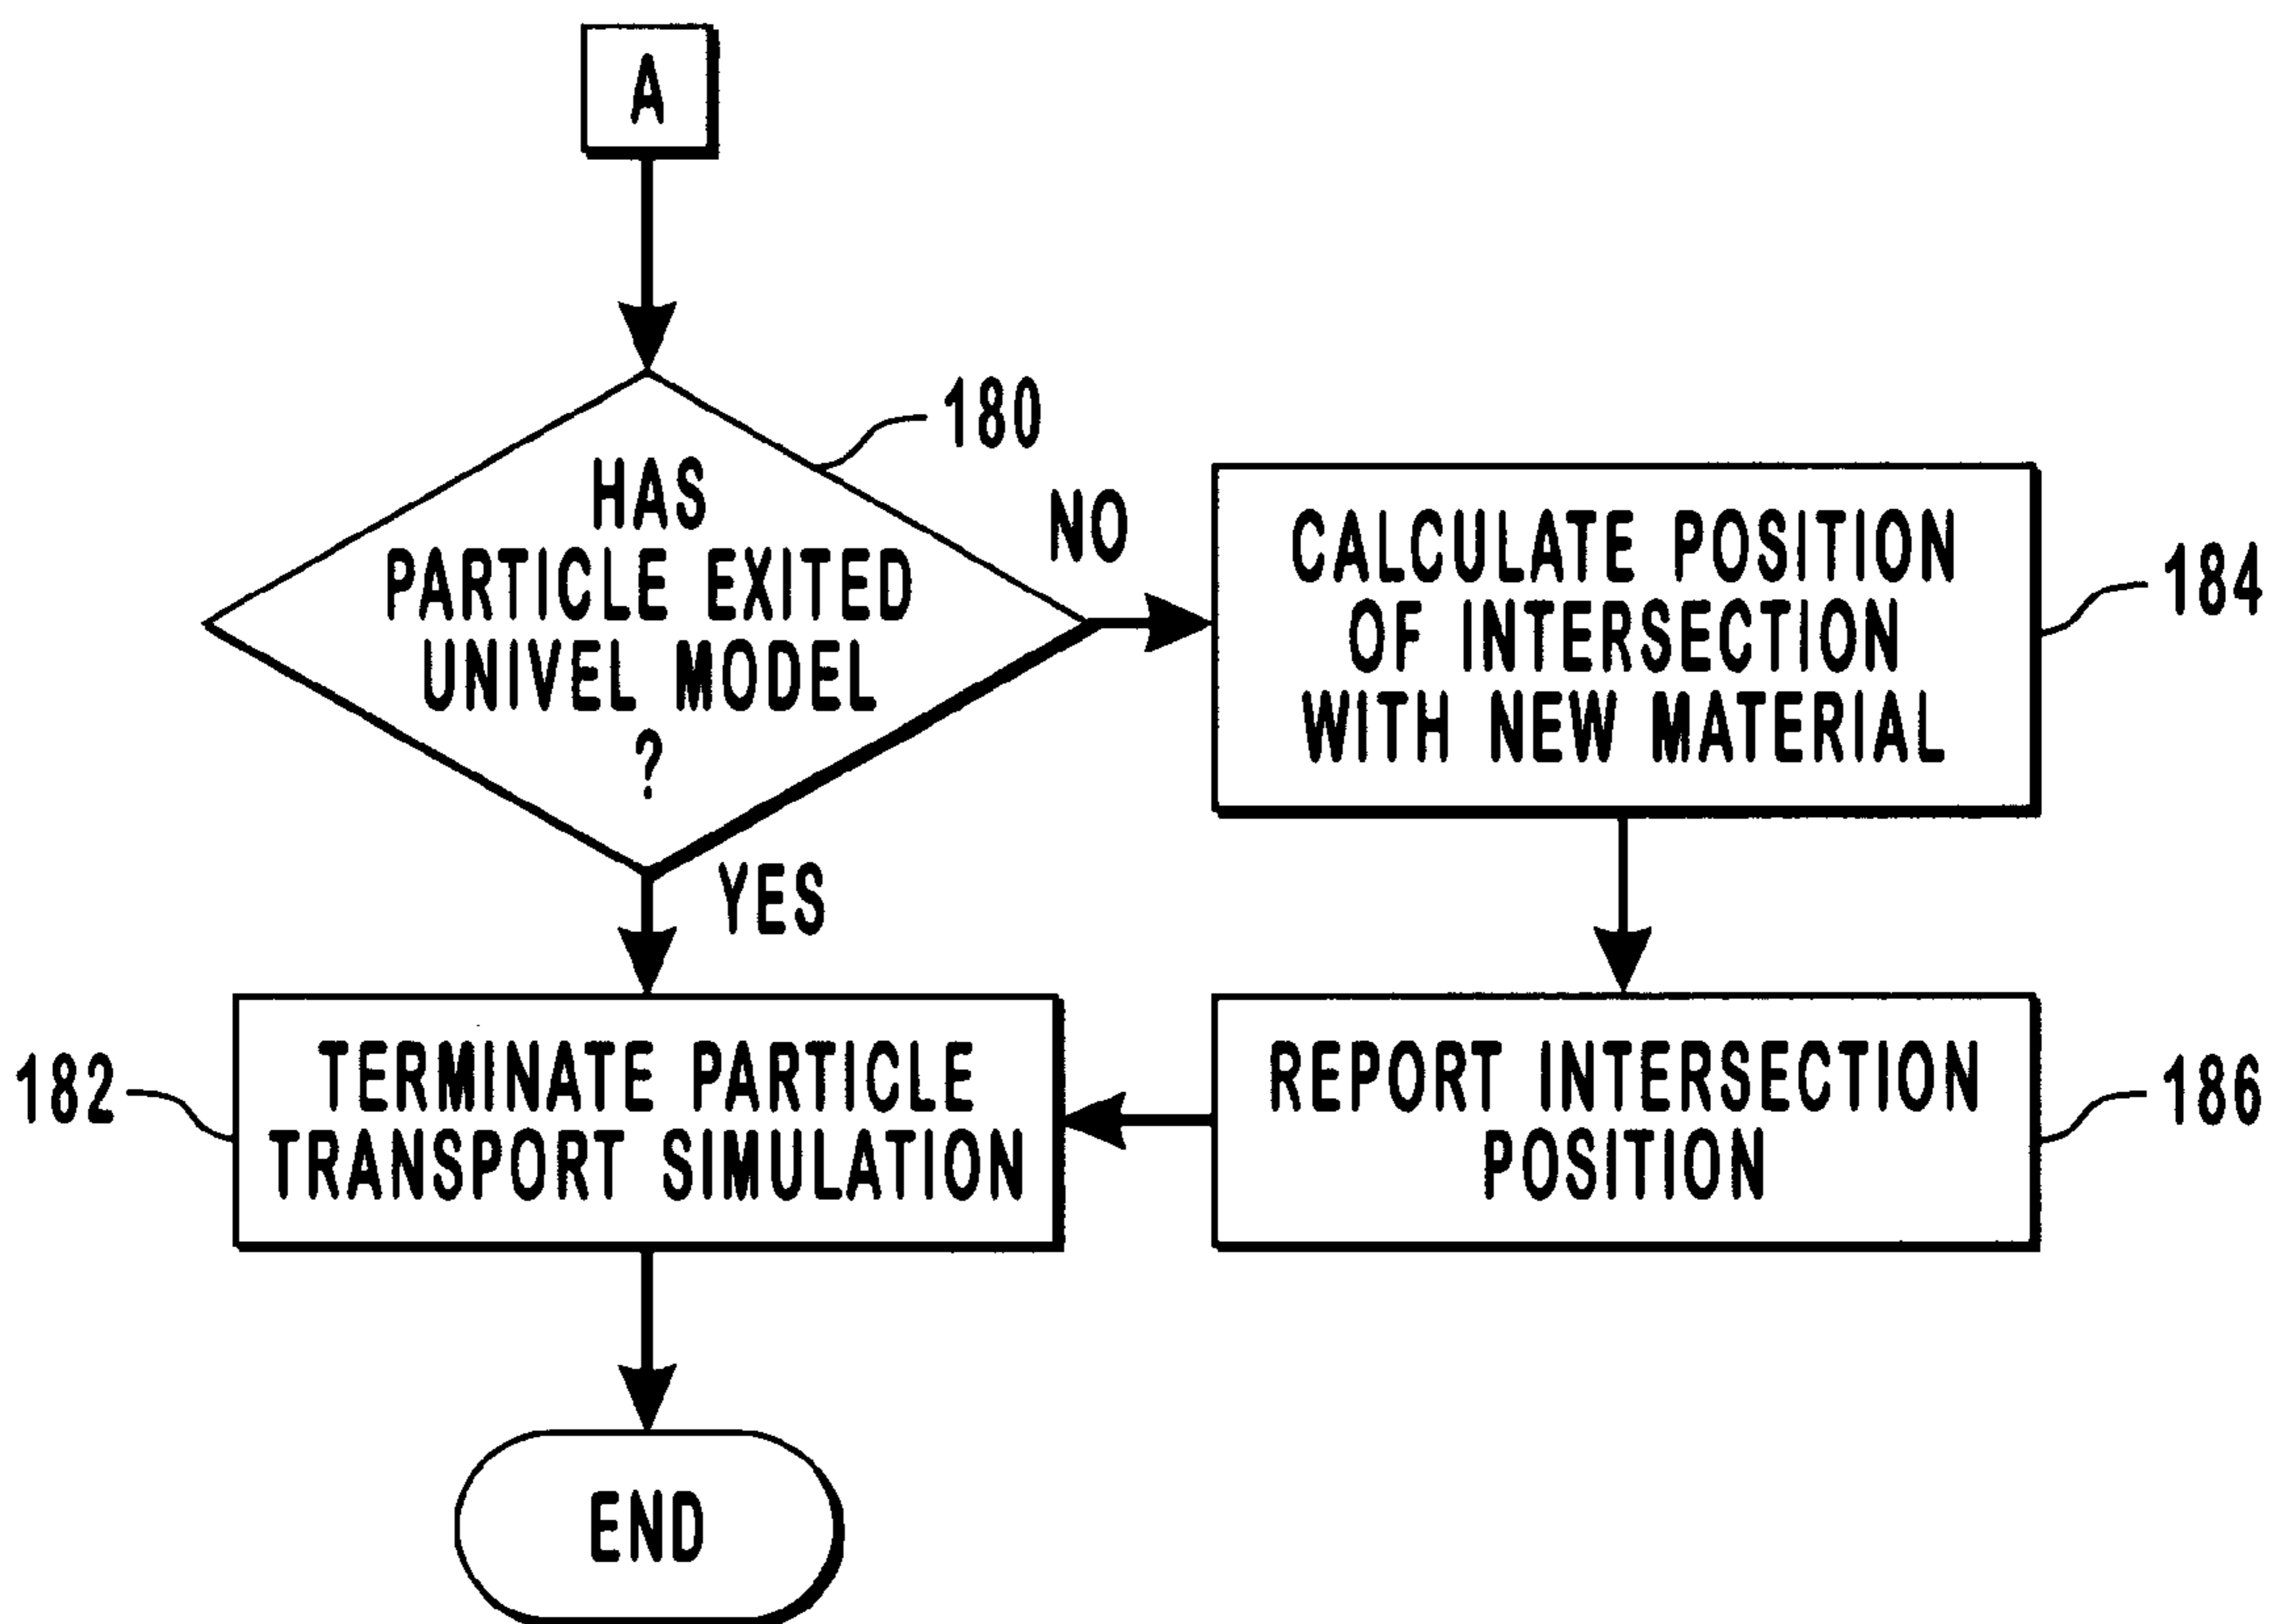 A
180
HAS
PARTICLE EXITED
UNIVEL MODEL
?
NO
YES
CALCULATE POSITION
OF INTERSECTION
WITH NEW MATERIAL
184
182
TERMINATE PARTICLE
TRANSPORT SIMULATION
REPORT INTERSECTION
POSITION
186
END